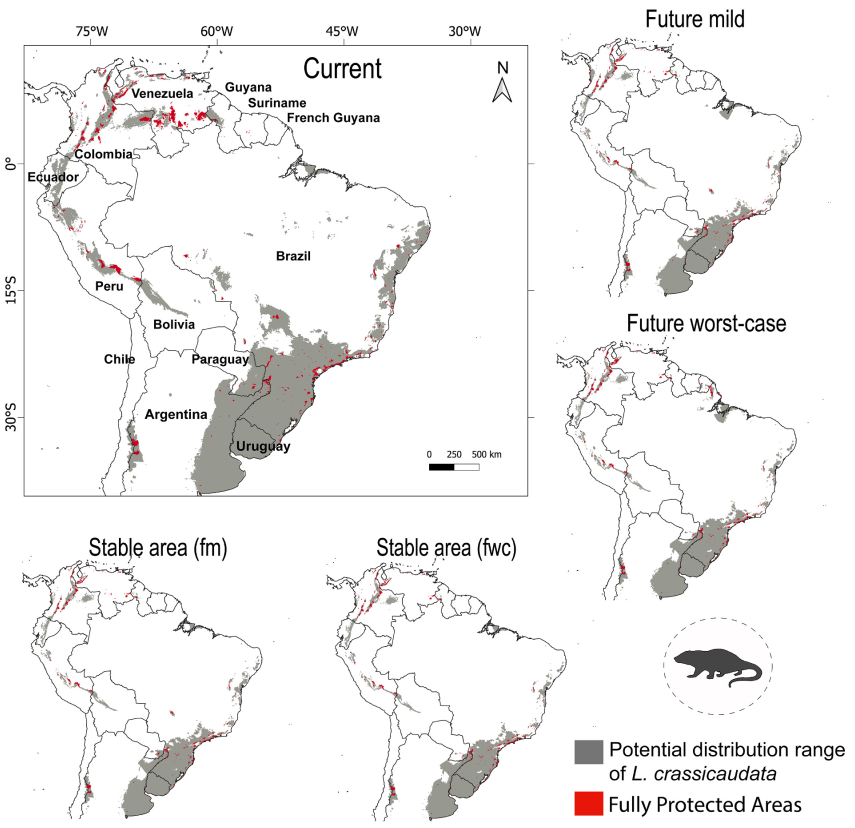 Future mild
75°W 60°W 45°W 30°W
Current
N
Venezuela
Guyana
Suriname
French Guyana
Colombia
0°
Ecuador
Brazil
15°S
Peru
Bolivia
Future worst-case
Chile
Paraguay
Argentina
30°S
Uruguay
0 250 500 km
Stable area (fm)
Stable area (fwc)
Potential distribution range
of L. crassicaudata
Fully Protected Areas